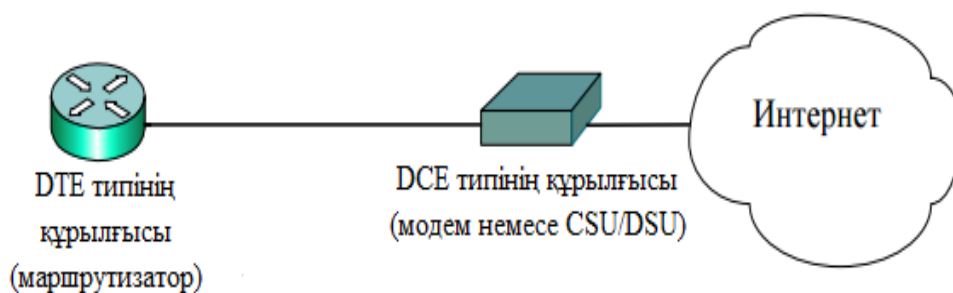 DTE типінің
құрылғысы
(маршрутизатор)
DCE типінің құрылғысы
(модем немесе CSU/DSU)
Интернет